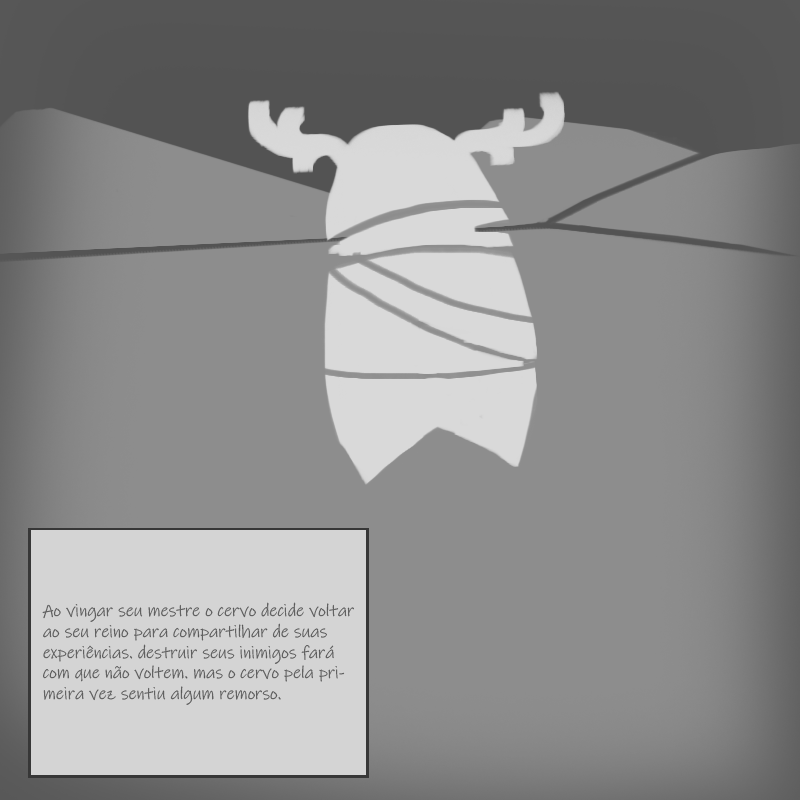 Ao vingar seu mestre o cervo decide voltar
ao seu reino para compartilhar de suas
experiências. destruir seus inimigos fará
com que não voltem. mas o cervo pela pri-
meira vez sentiu algum remorso.